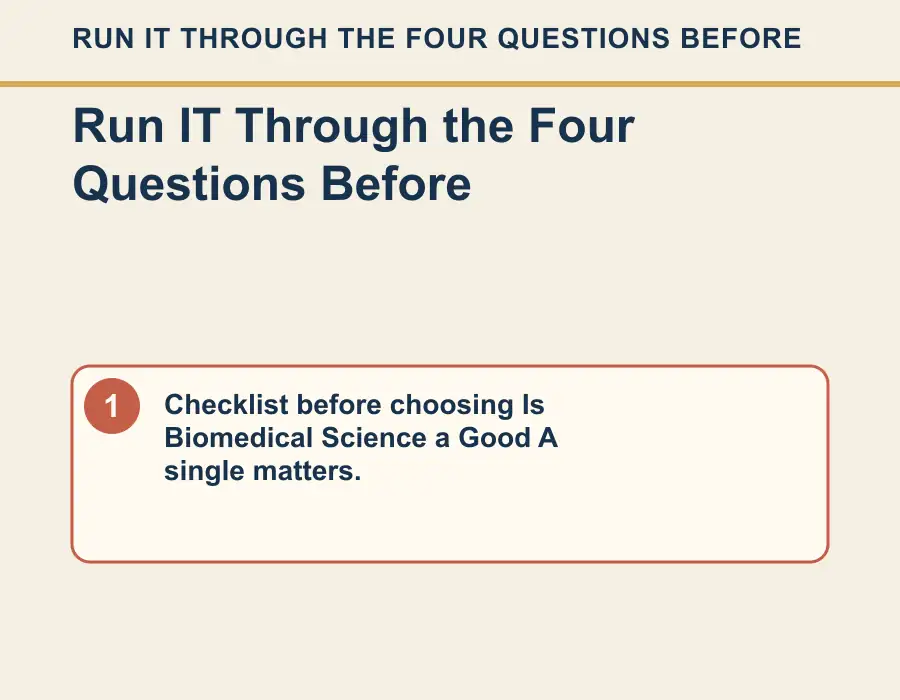 RUN IT THROUGH THE FOUR QUESTIONS BEFORE
Run IT Through the Four
Questions Before
1
Checklist before choosing Is
Biomedical Science a Good A
single matters.